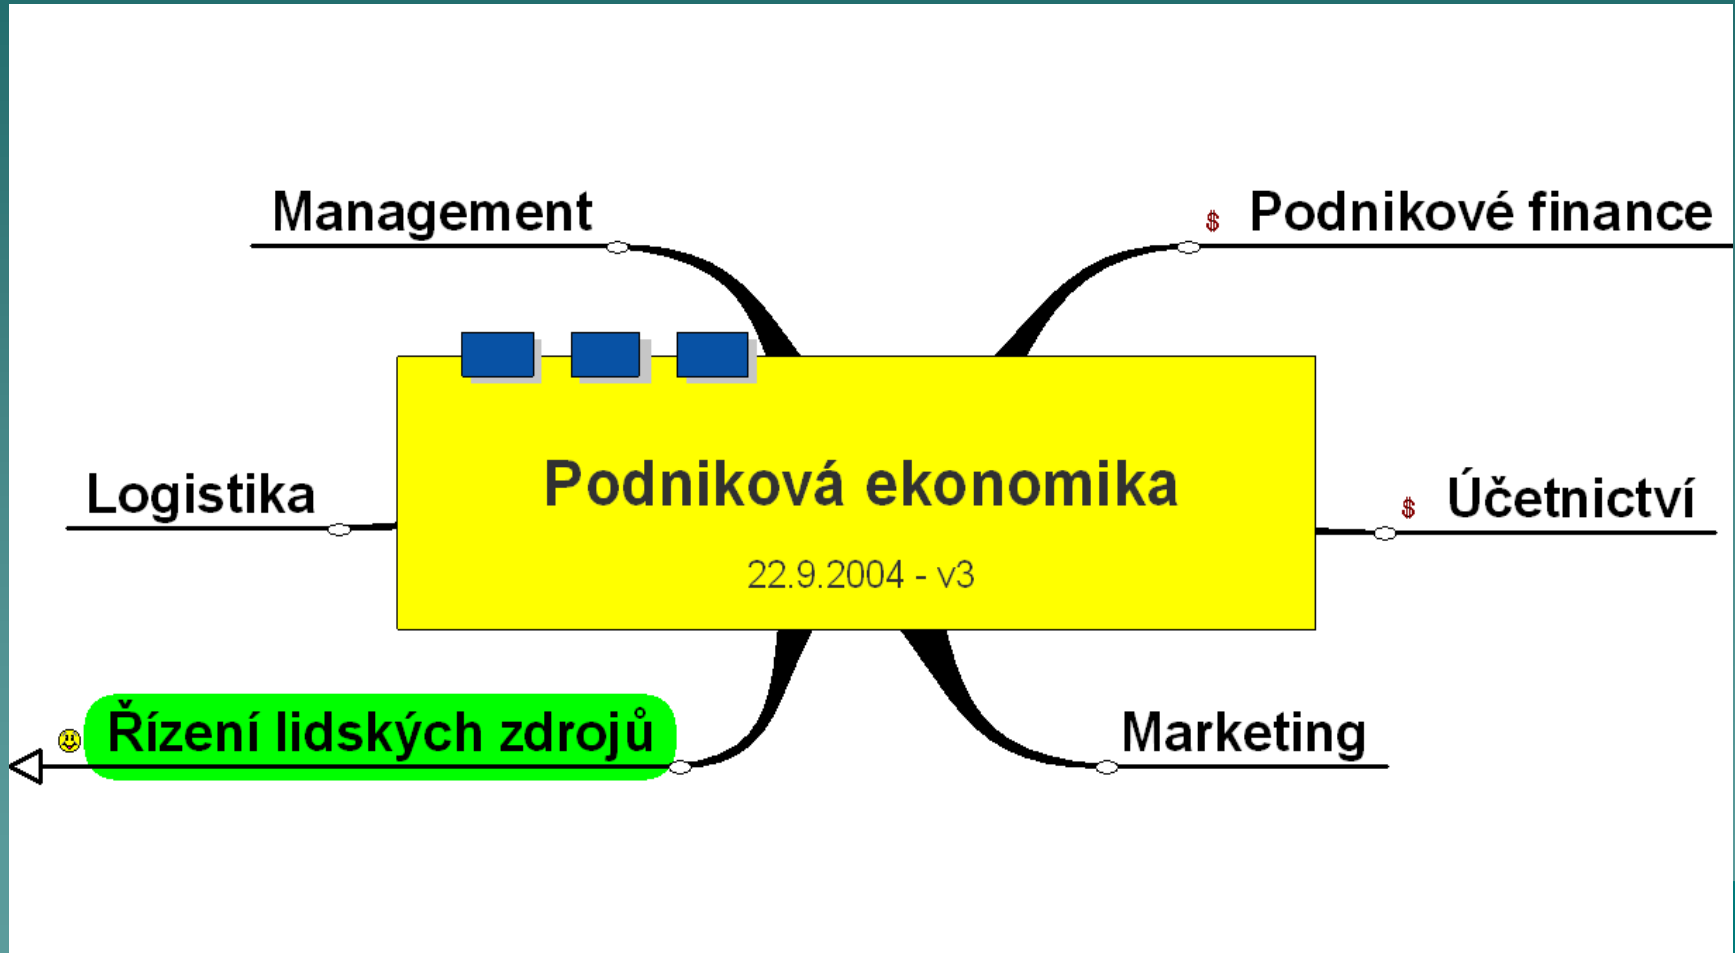 Management
$ Podnikové finance
Logistika
Podniková ekonomika
22.9.2004 - v3
$ Účetnictví
Řízení lidských zdrojů
Marketing